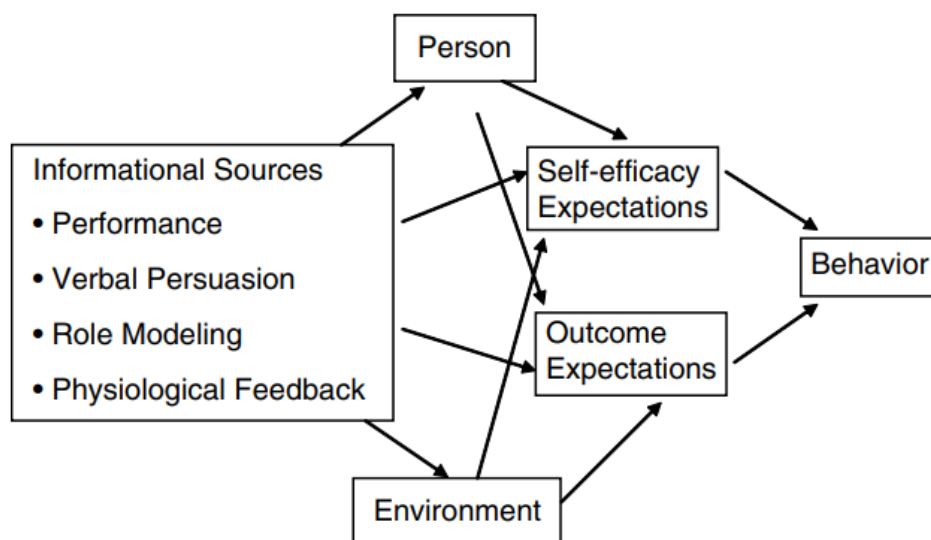 Person
Informational Sources
• Performance
• Verbal Persuasion
• Role Modeling
• Physiological Feedback
Self-efficacy
Expectations
Outcome
Expectations
Behavior
Environment